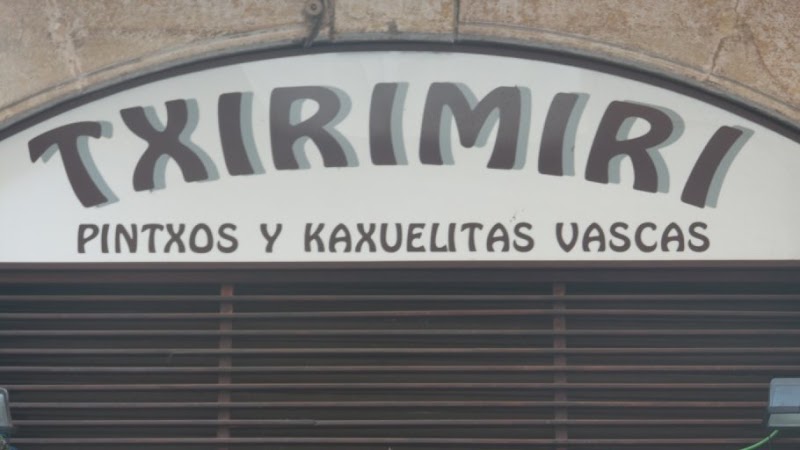 TXIRIMIRI
PINTXOS Y KAXUELITAS VASCAS